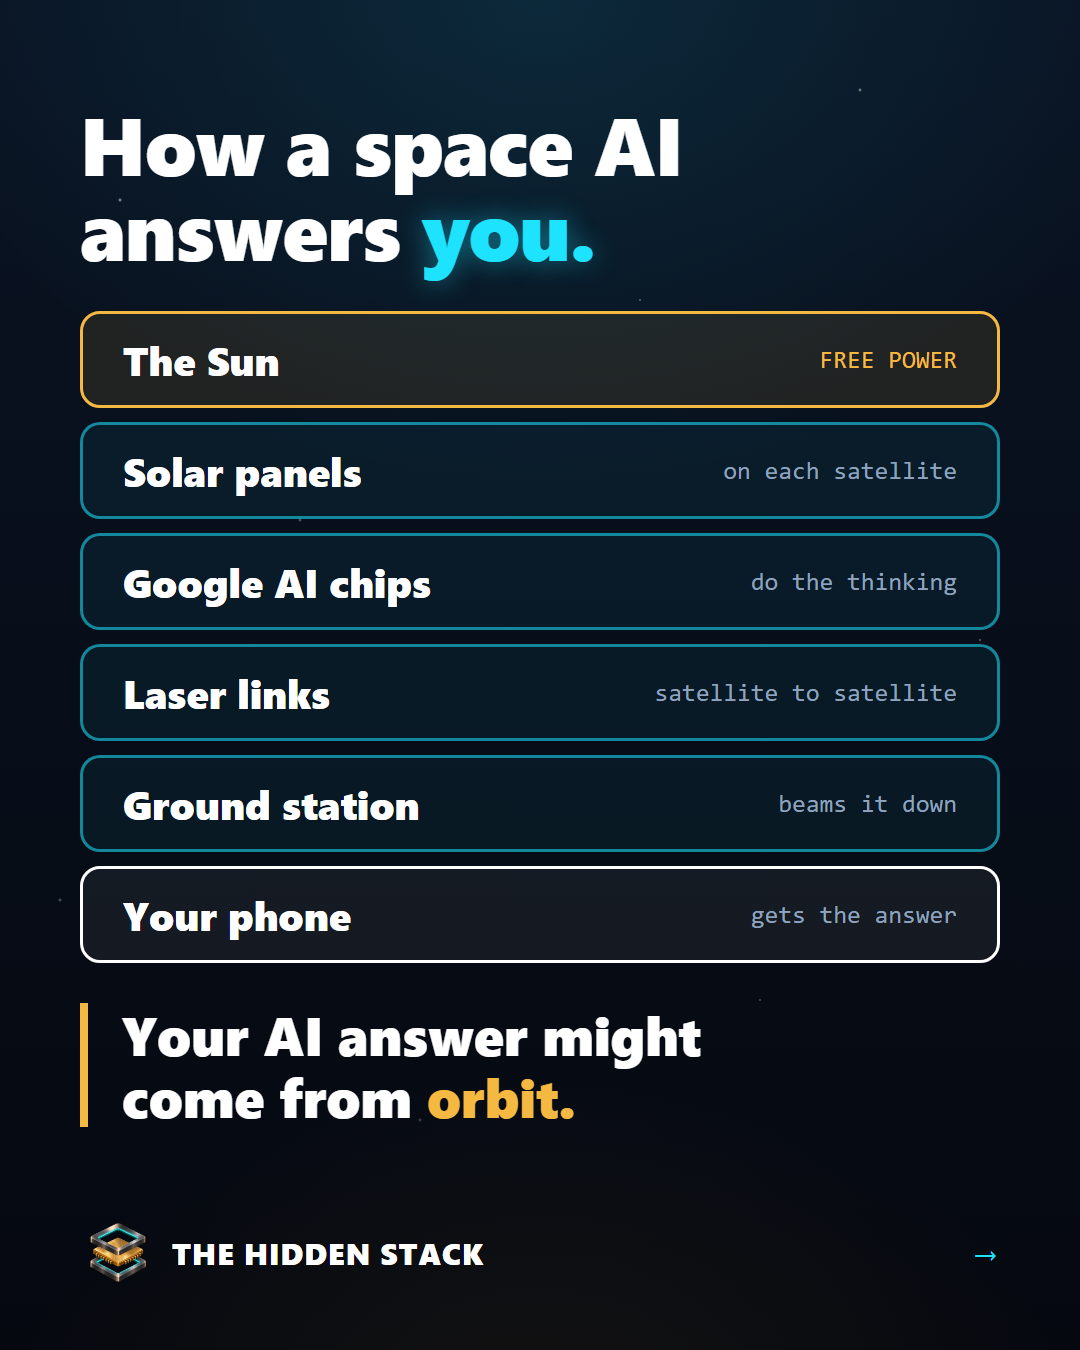 How a space AI
answers you.
The Sun FREE POWER
Solar panels on each satellite
Google AI chips do the thinking
Laser links satellite to satellite
Ground station beams it down
Your phone gets the answer
Your AI answer might
come from orbit.
THE HIDDEN STACK →